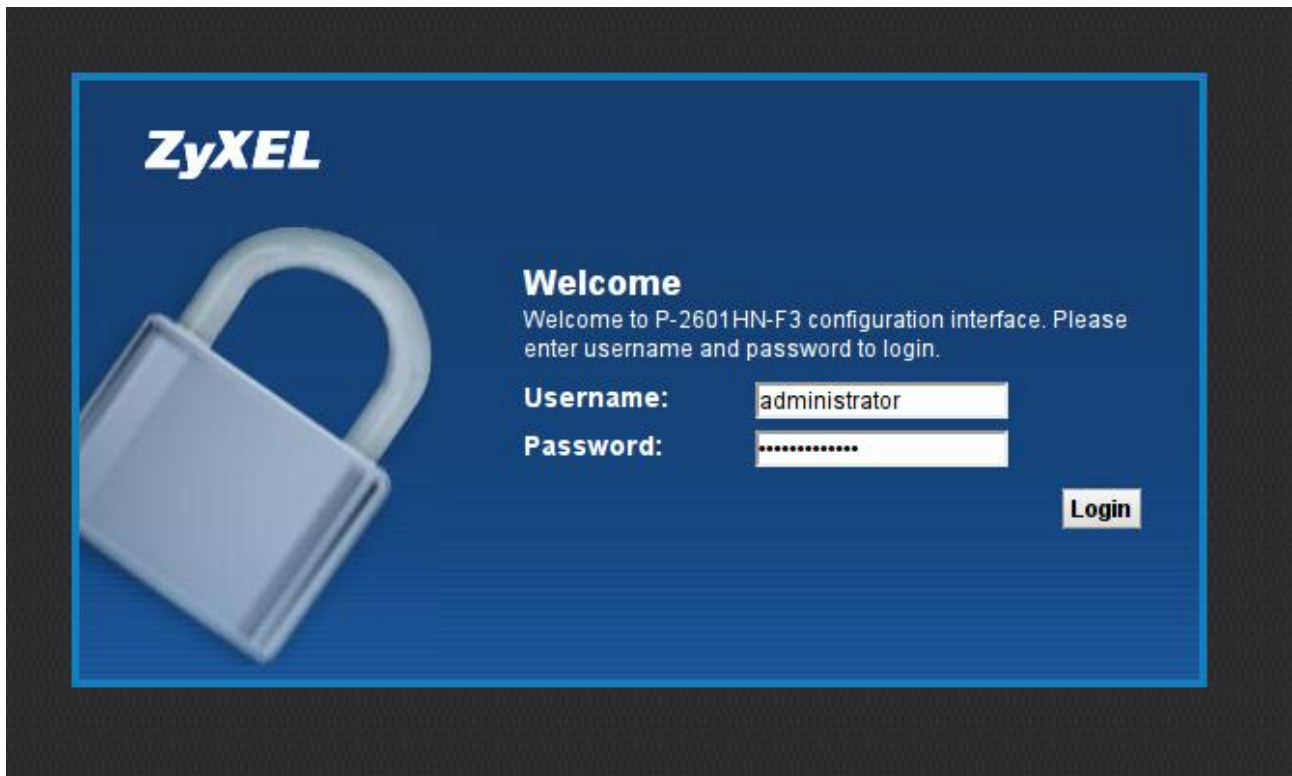 ZyXEL
Welcome
Welcome to P-2601HN-F3 configuration interface. Please
enter username and password to login.
Username: administrator
Password: •••••••••••••
Login